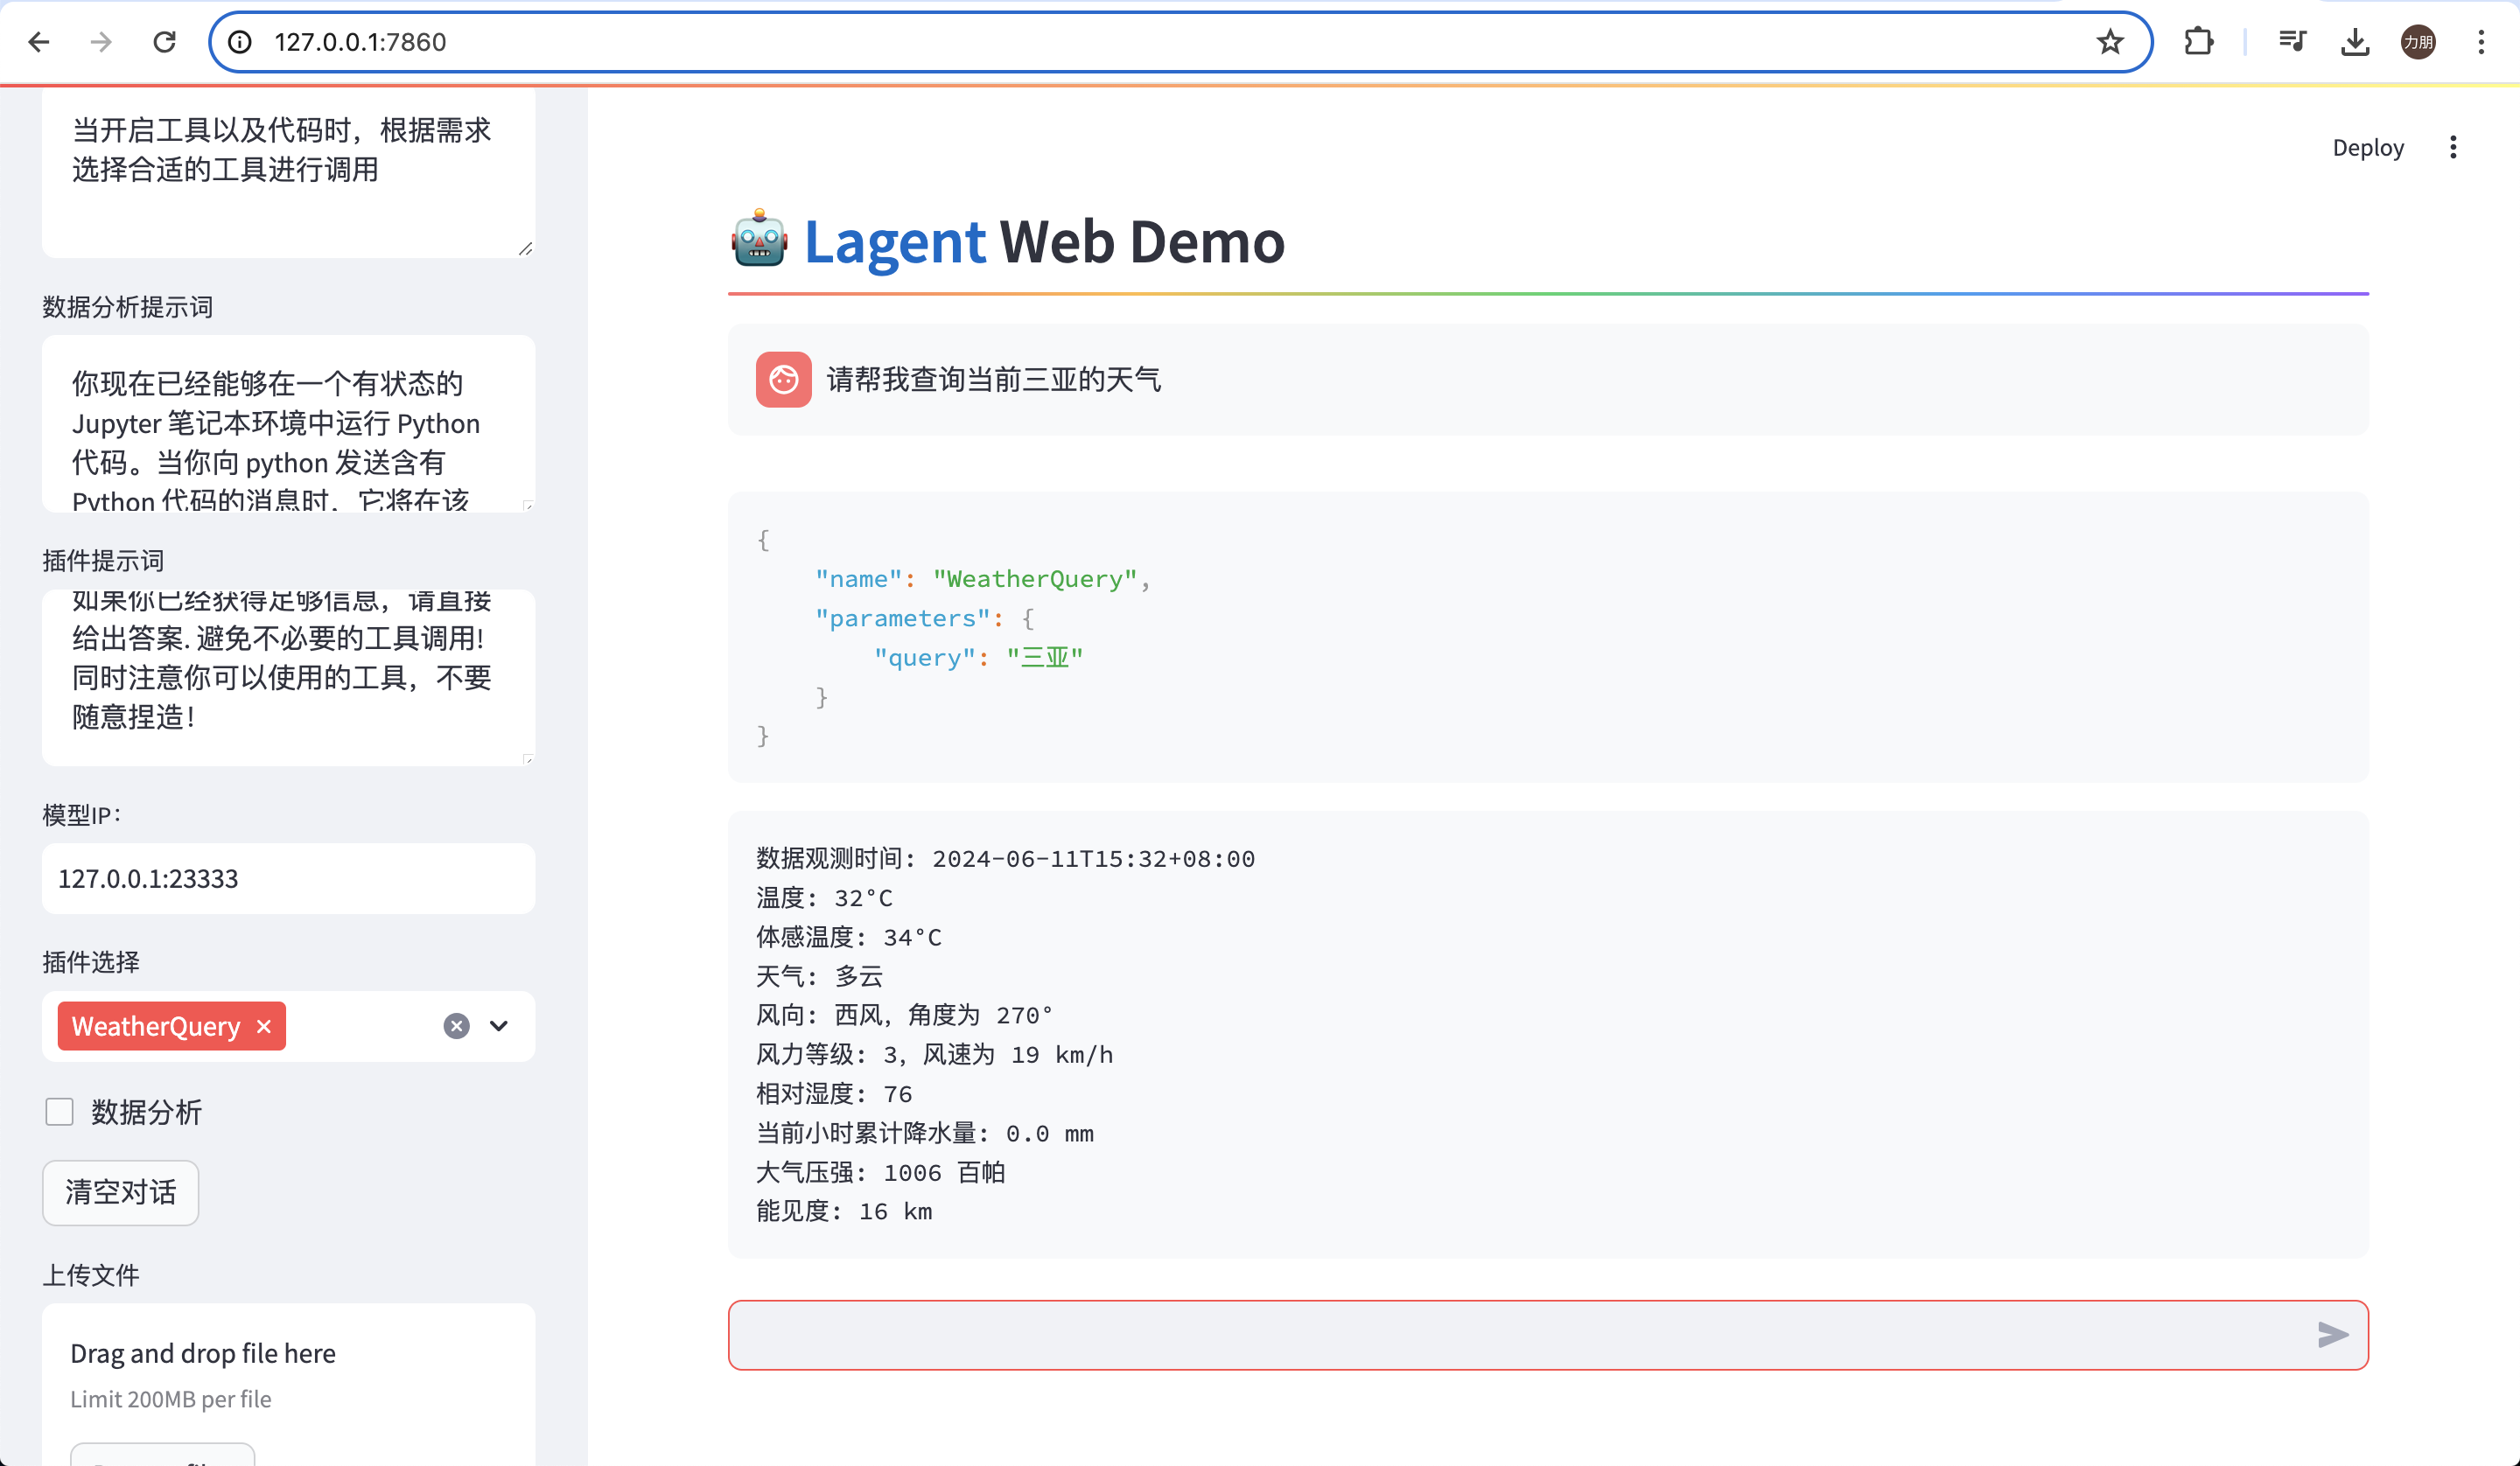 127.0.0.1:7860
力朋
当开启工具以及代码时，根据需求
选择合适的工具进行调用
数据分析提示词
你现在已经能够在一个有状态的
Jupyter 笔记本环境中运行 Python
代码。当你向 python 发送含有
Python 代码的消息时，它将在该
插件提示词
如果你已经获得足够信息，请直接
给出答案. 避免不必要的工具调用!
同时注意你可以使用的工具，不要
随意捏造！
模型IP：
127.0.0.1:23333
插件选择
WeatherQuery
数据分析
清空对话
上传文件
Drag and drop file here
Limit 200MB per file
Deploy
Lagent Web Demo
请帮我查询当前三亚的天气
{
"name": "WeatherQuery",
"parameters": {
"query": "三亚"
}
}
数据观测时间: 2024-06-11T15:32+08:00
温度: 32°C
体感温度: 34°C
天气: 多云
风向: 西风，角度为 270°
风力等级: 3，风速为 19 km/h
相对湿度: 76
当前小时累计降水量: 0.0 mm
大气压强: 1006 百帕
能见度: 16 km